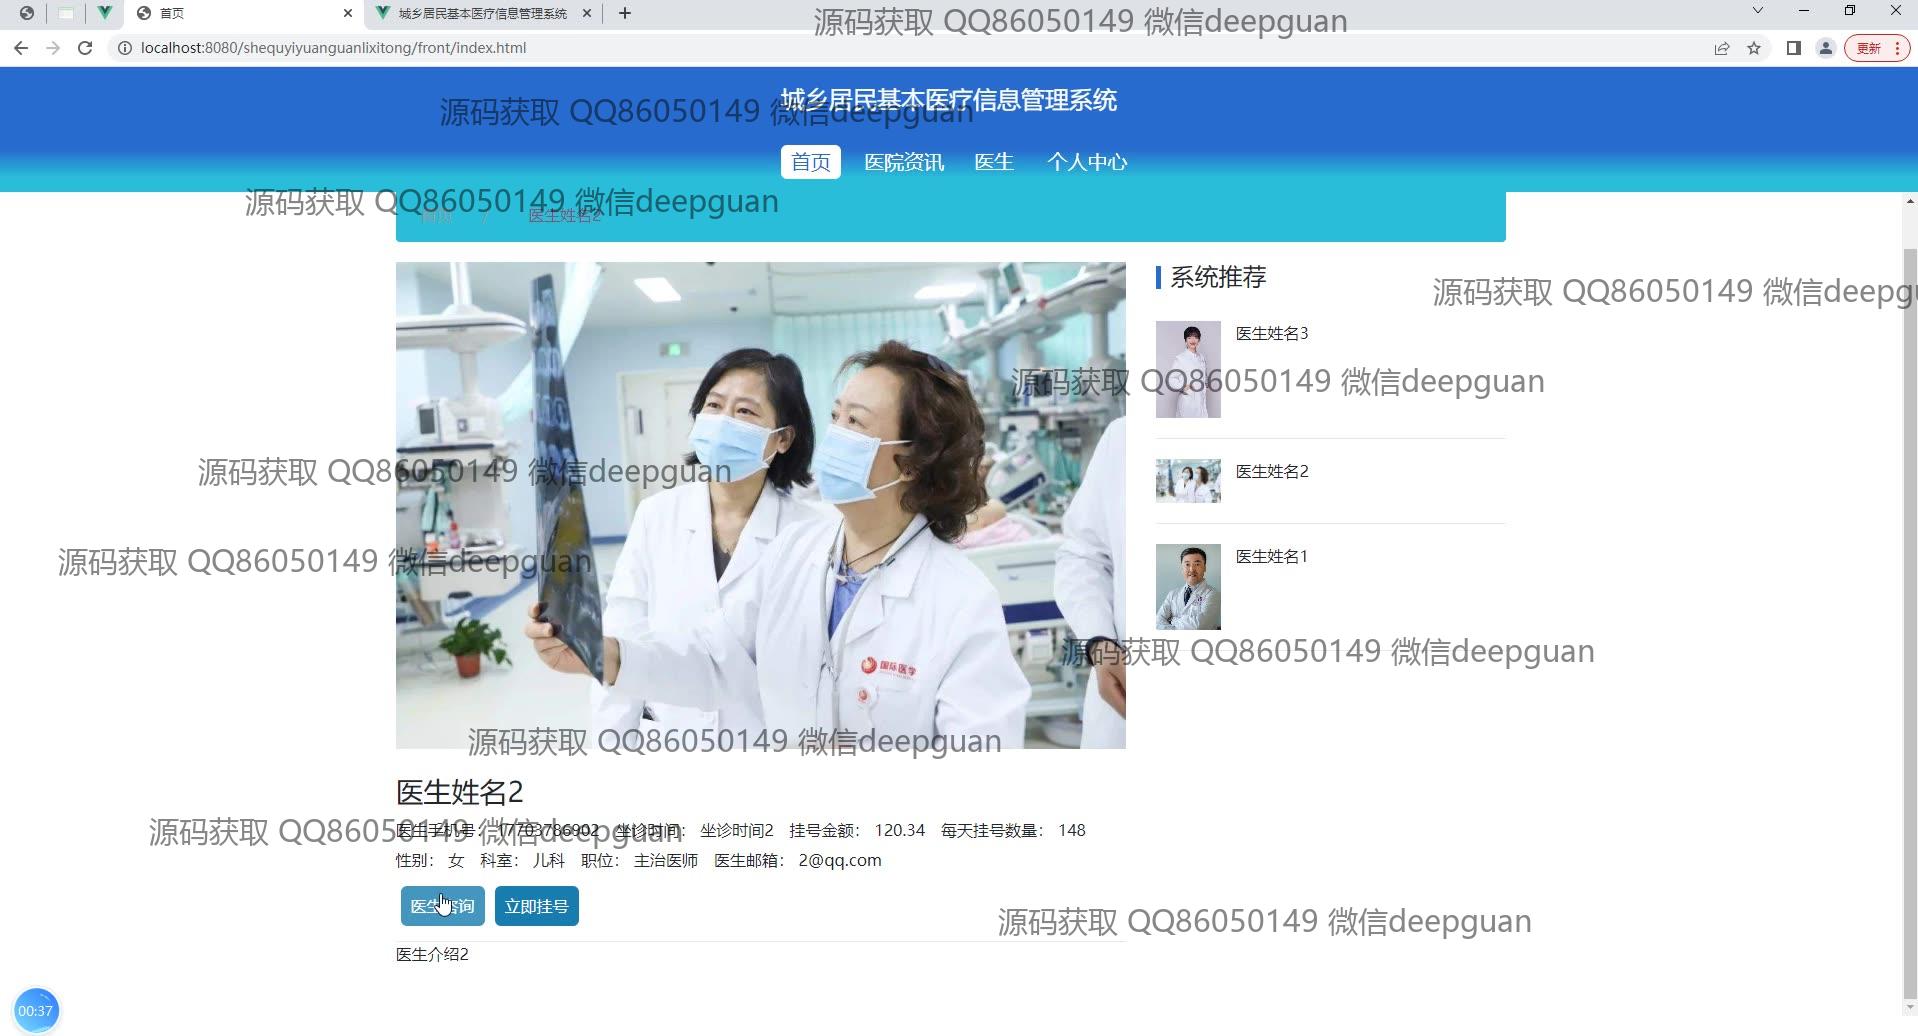 首页
城乡居民基本医疗信息管理系统
源码获取 QQ86050149 微信deepguan
localhost:8080/shequyiyuanguanlixitong/front/index.html
更新
城乡居民基本医疗信息管理系统
源码获取 QQ86050149 微信deepguan
首页 医院资讯 医生 个人中心
源码获取 QQ86050149 微信deepguan
首页 / 医生姓名2
系统推荐
源码获取 QQ86050149 微信deepgu
医生姓名3
源码获取 QQ86050149 微信deepguan
医生姓名2
源码获取 QQ86050149 微信deepguan
医生姓名1
源码获取 QQ86050149 微信deepguan
源码获取 QQ86050149 微信deepguan
国际医学
源码获取 QQ86050149 微信deepguan
医生姓名2
医生手机号： 17703786902 坐诊时间： 坐诊时间2 挂号金额： 120.34 每天挂号数量： 148
源码获取 QQ86050149 微信deepguan
性别： 女 科室： 儿科 职位： 主治医师 医生邮箱： 2@qq.com
医生咨询 立即挂号
源码获取 QQ86050149 微信deepguan
医生介绍2
00:37